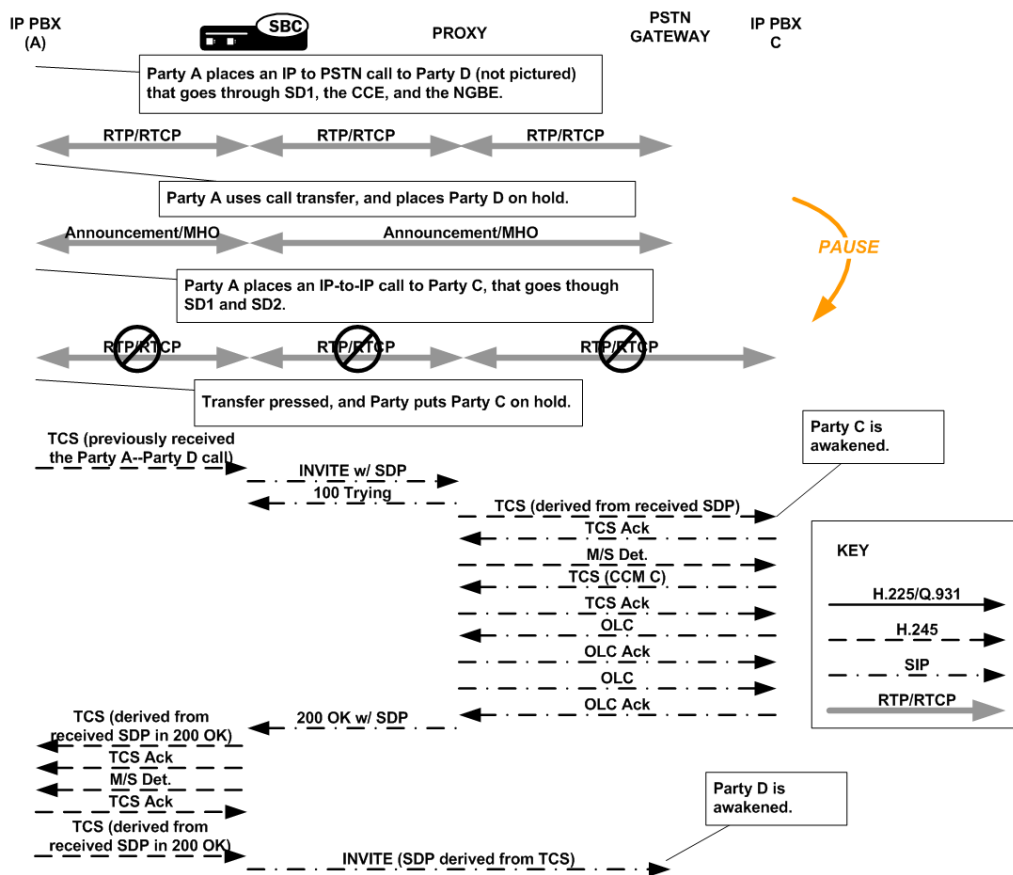 IP PBX
(A)
SBC
PROXY
PSTN
GATEWAY
IP PBX
C
Party A places an IP to PSTN call to Party D (not pictured)
that goes through SD1, the CCE, and the NGBE.
RTP/RTCP
RTP/RTCP
RTP/RTCP
Party A uses call transfer, and places Party D on hold.
Announcement/MHO
Announcement/MHO
PAUSE
Party A places an IP-to-IP call to Party C, that goes though
SD1 and SD2.
RTP/RTCP
RTP/RTCP
RTP/RTCP
Transfer pressed, and Party puts Party C on hold.
Party C is
awakened.
TCS (previously received
the Party A--Party D call)
INVITE w/ SDP
100 Trying
TCS (derived from received SDP)
TCS Ack
M/S Det.
TCS (CCM C)
TCS Ack
OLC
OLC Ack
OLC
OLC Ack
KEY
H.225/Q.931
H.245
SIP
RTP/RTCP
200 OK w/ SDP
TCS (derived from
received SDP in 200 OK)
TCS Ack
M/S Det.
TCS Ack
TCS (derived from
received SDP in 200 OK)
INVITE (SDP derived from TCS)
Party D is
awakened.